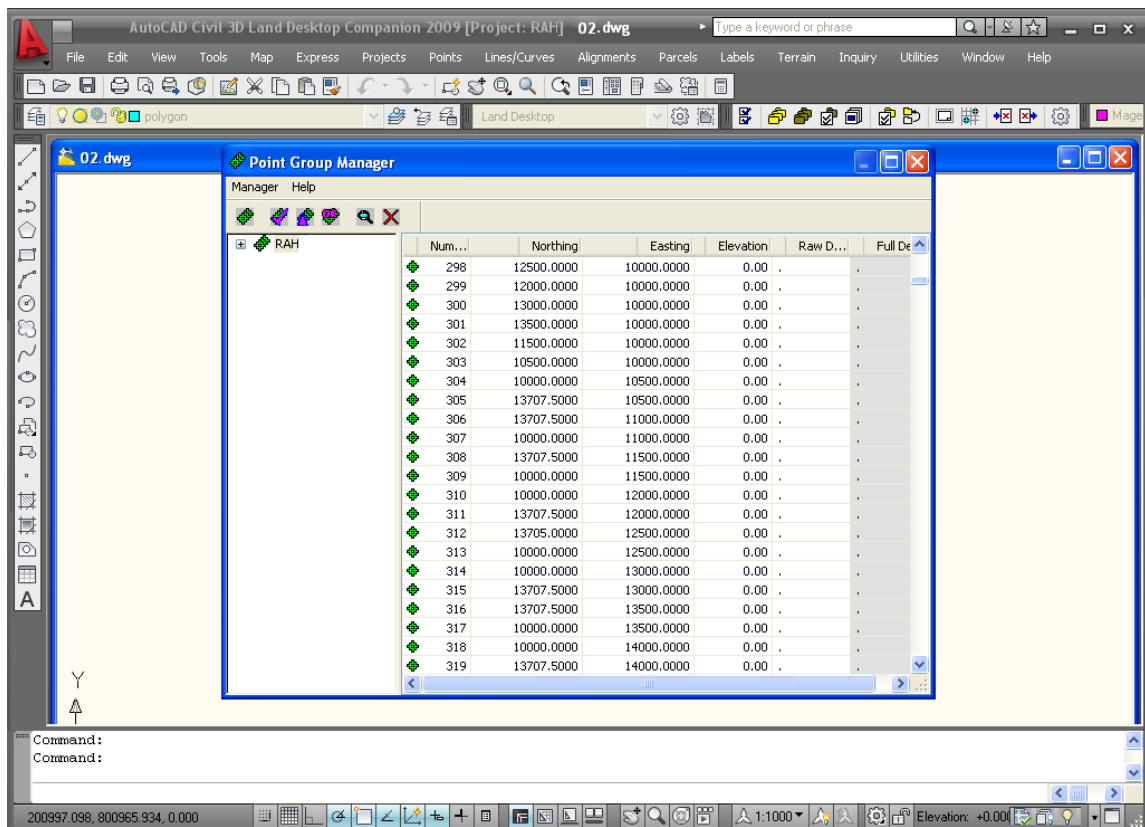 AutoCAD Civil 3D Land Desktop Companion 2009 [Project: RAH] 02.dwg Type a keyword or phrase
File Edit View Tools Map Express Projects Points Lines/Curves Alignments Parcels Labels Terrain Inquiry Utilities Window Help
polygon Land Desktop Mage
02.dwg
Point Group Manager
Manager Help
RAH
Num... Northing Easting Elevation Raw D... Full De
298 12500.0000 10000.0000 0.00 . .
299 12000.0000 10000.0000 0.00 . .
300 13000.0000 10000.0000 0.00 . .
301 13500.0000 10000.0000 0.00 . .
302 11500.0000 10000.0000 0.00 . .
303 10500.0000 10000.0000 0.00 . .
304 10000.0000 10500.0000 0.00 . .
305 13707.5000 10500.0000 0.00 . .
306 13707.5000 11000.0000 0.00 . .
307 10000.0000 11000.0000 0.00 . .
308 13707.5000 11500.0000 0.00 . .
309 10000.0000 11500.0000 0.00 . .
310 10000.0000 12000.0000 0.00 . .
311 13707.5000 12000.0000 0.00 . .
312 13705.0000 12500.0000 0.00 . .
313 10000.0000 12500.0000 0.00 . .
314 10000.0000 13000.0000 0.00 . .
315 13707.5000 13000.0000 0.00 . .
316 13707.5000 13500.0000 0.00 . .
317 10000.0000 13500.0000 0.00 . .
318 10000.0000 14000.0000 0.00 . .
319 13707.5000 14000.0000 0.00 . .
A
Y
Command:
Command:
200997.098, 800965.934, 0.000 1:1000 Elevation: +0.00